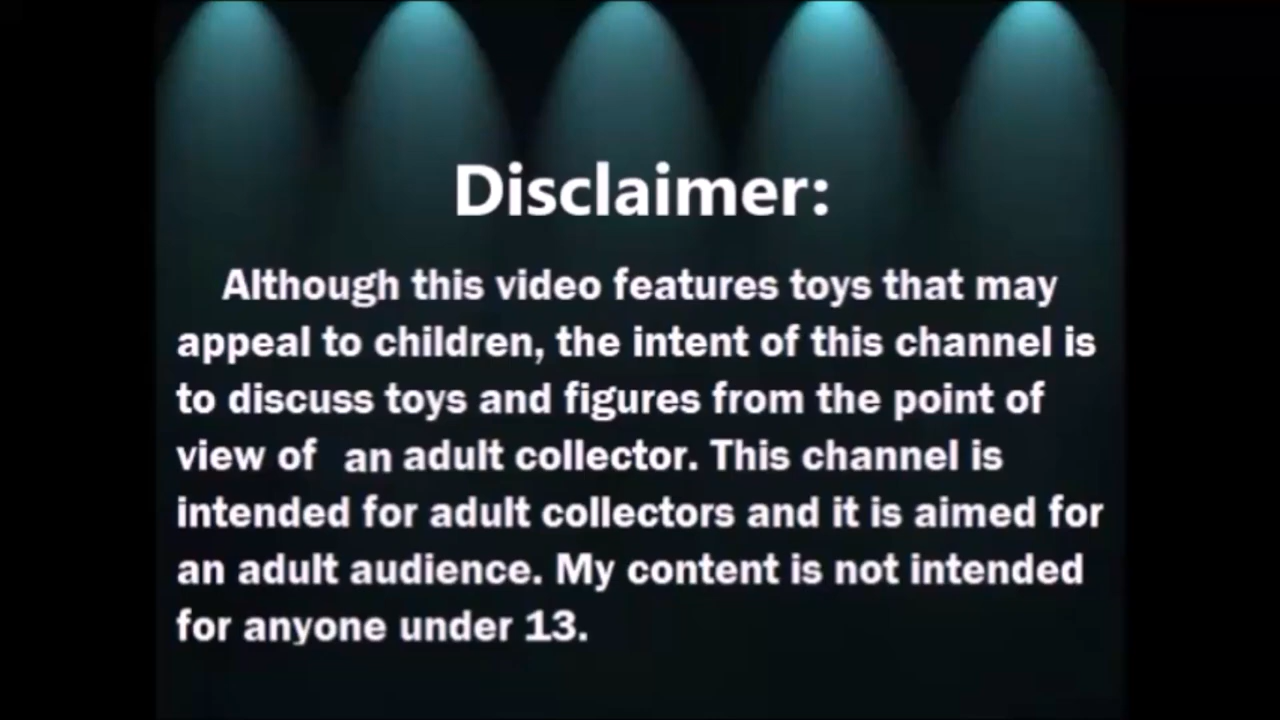 Disclaimer:
Although this video features toys that may
appeal to children, the intent of this channel is
to discuss toys and figures from the point of
view of an adult collector. This channel is
intended for adult collectors and it is aimed for
an adult audience. My content is not intended
for anyone under 13.